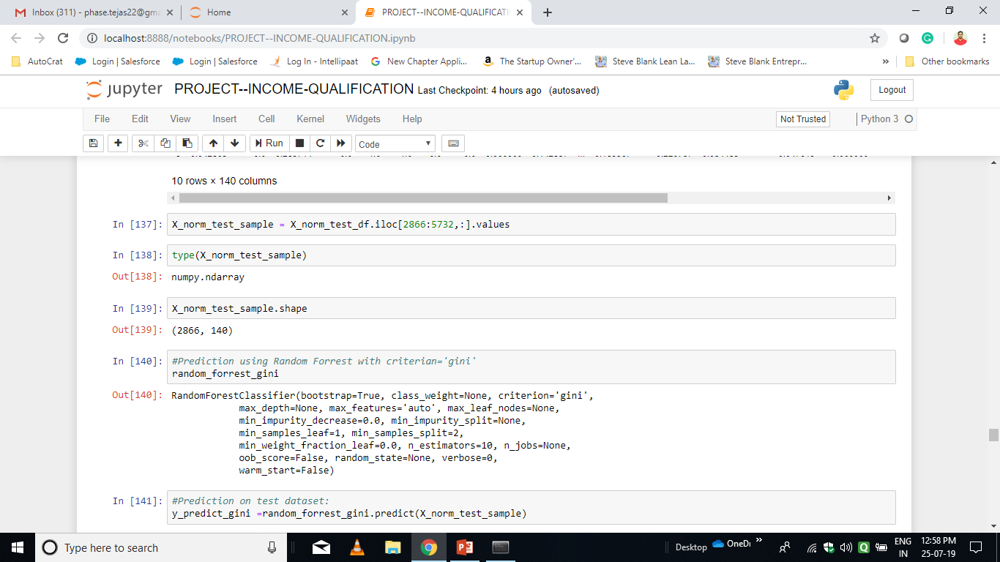 Inbox (311) - phase.tejas22@gma
Home
PROJECT--INCOME-QUALIFICATI
localhost:8888/notebooks/PROJECT--INCOME-QUALIFICATION.ipynb
AutoCrat
Login | Salesforce
Login | Salesforce
Log In - Intellipaat
New Chapter Appli...
The Startup Owner'...
Steve Blank Lean La...
Steve Blank Entrepr...
»
Other bookmarks
jupyter PROJECT--INCOME-QUALIFICATION Last Checkpoint: 4 hours ago (autosaved)
Logout
File Edit View Insert Cell Kernel Widgets Help
Not Trusted
Python 3
Run
Code
10 rows × 140 columns
In [137]: X_norm_test_sample = X_norm_test_df.iloc[2866:5732,:].values
In [138]: type(X_norm_test_sample)
Out[138]: numpy.ndarray
In [139]: X_norm_test_sample.shape
Out[139]: (2866, 140)
In [140]: #Prediction using Random Forrest with criterian='gini'
random_forrest_gini
Out[140]: RandomForestClassifier(bootstrap=True, class_weight=None, criterion='gini',
max_depth=None, max_features='auto', max_leaf_nodes=None,
min_impurity_decrease=0.0, min_impurity_split=None,
min_samples_leaf=1, min_samples_split=2,
min_weight_fraction_leaf=0.0, n_estimators=10, n_jobs=None,
oob_score=False, random_state=None, verbose=0,
warm_start=False)
In [141]: #Prediction on test dataset:
y_predict_gini =random_forrest_gini.predict(X_norm_test_sample)
Type here to search
Desktop
OneDr
»
ENG
IN
12:58 PM
25-07-19